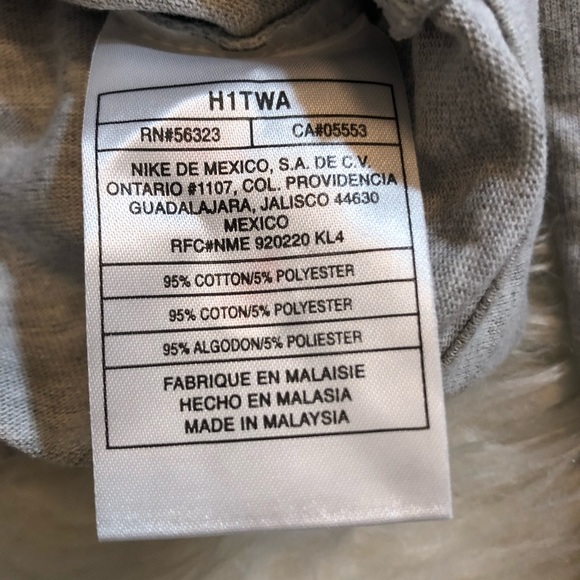 H1TWA
RN#56323 CA#05553
NIKE DE MEXICO, S.A. DE C.V.
ONTARIO #1107, COL. PROVIDENCIA
GUADALAJARA, JALISCO 44630
MEXICO
RFC#NME 920220 KL4
95% COTTON/5% POLYESTER
95% COTON/5% POLYESTER
95% ALGODON/5% POLIESTER
FABRIQUE EN MALAISIE
HECHO EN MALASIA
MADE IN MALAYSIA